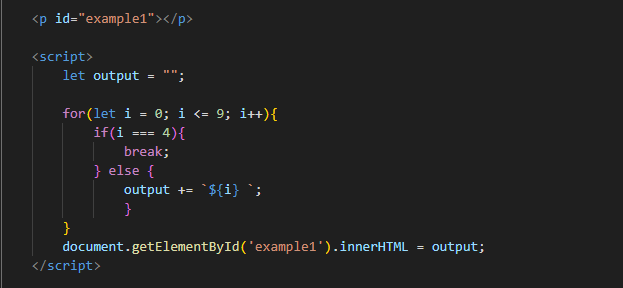 <p id="example1"></p>
<script>
let output = "";
for(let i = 0; i <= 9; i++){
if(i === 4){
break;
} else {
output += `${i} `;
}
}
document.getElementById('example1').innerHTML = output;
</script>